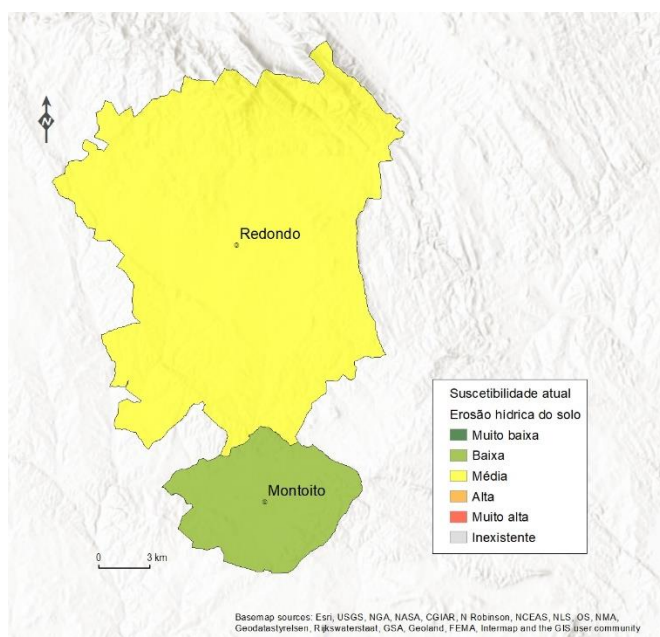 N
Redondo
Montoito
Suscetibilidade atual
Erosão hídrica do solo
Muito baixa
Baixa
Média
Alta
Muito alta
Inexistente
0 3 km
Basemap sources: Esri, USGS, NGA, NASA, CGIAR, N Robinson, NCEAS, NLS, OS, NMA,
Geodatastyrelsen, Rijkswaterstaat, GSA, Geoland, FEMA, Intermap and the GIS user community